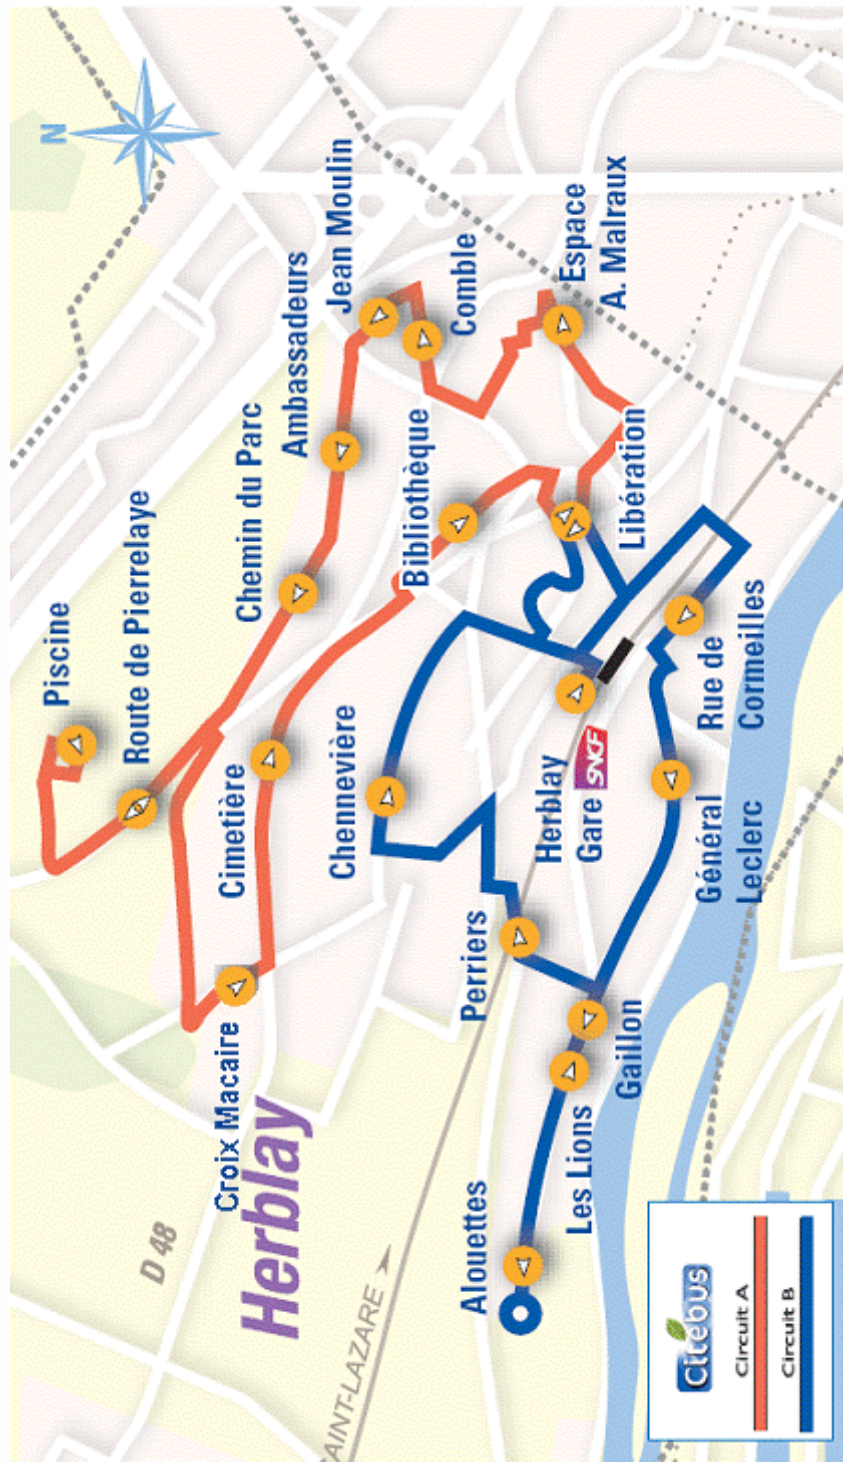 N
Piscine
Route de Pierrelaye
Chemin du Parc
Ambassadeurs
Jean Moulin
Comble
Espace
A. Malraux
Bibliothèque
Libération
Cimetière
Chennevière
Croix Macaire
Herblay
D 48
Herblay
Gare
SNCF
Rue de
Cormeilles
Général
Leclerc
Perriers
Gaillon
Les Lions
Alouettes
AINT-LAZARE
Citébus
Circuit A
Circuit B